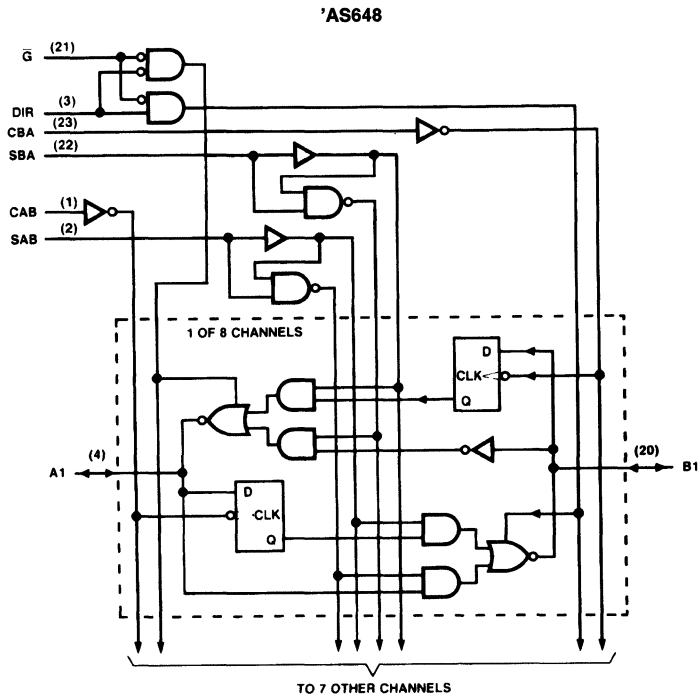 'AS648
G̅ (21)
DIR (3)
CBA (23)
SBA (22)
CAB (1)
SAB (2)
1 OF 8 CHANNELS
D
CLK
Q
A1 (4)
(20) B1
D
CLK
Q
TO 7 OTHER CHANNELS